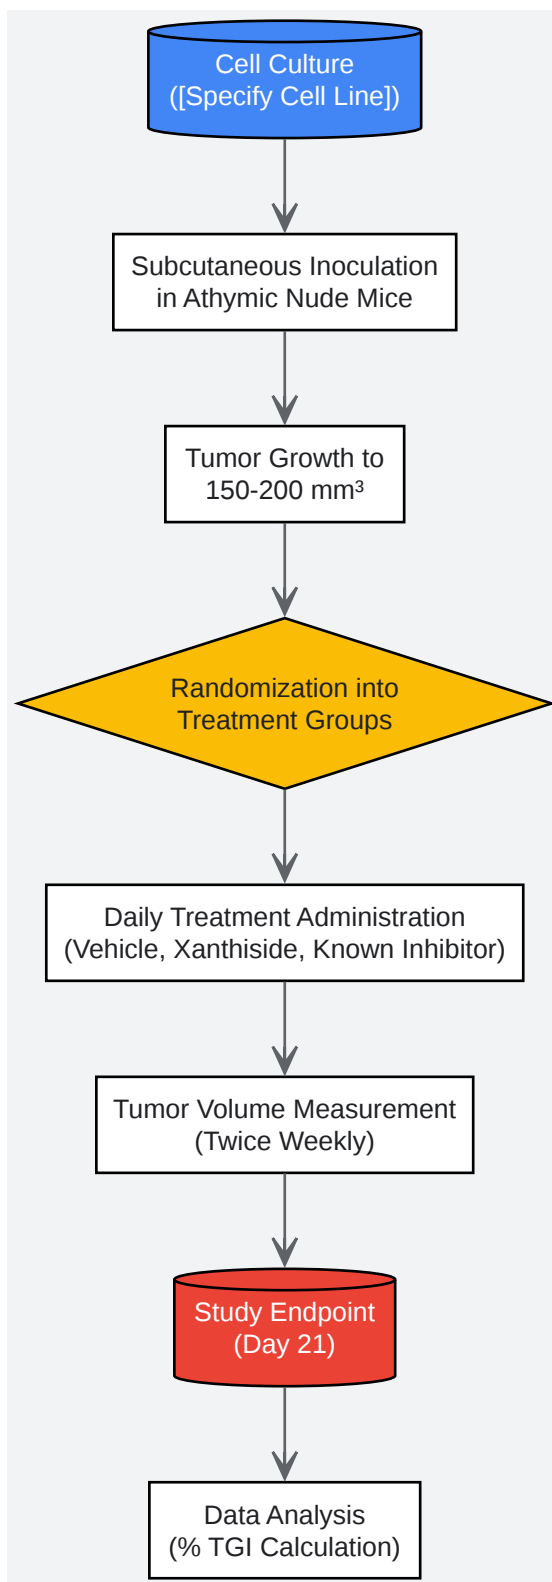 Cell Culture
([Specify Cell Line])
Subcutaneous Inoculation
in Athymic Nude Mice
Tumor Growth to
150-200 mm³
Randomization into
Treatment Groups
Daily Treatment Administration
(Vehicle, Xanthiside, Known Inhibitor)
Tumor Volume Measurement
(Twice Weekly)
Study Endpoint
(Day 21)
Data Analysis
(% TGI Calculation)